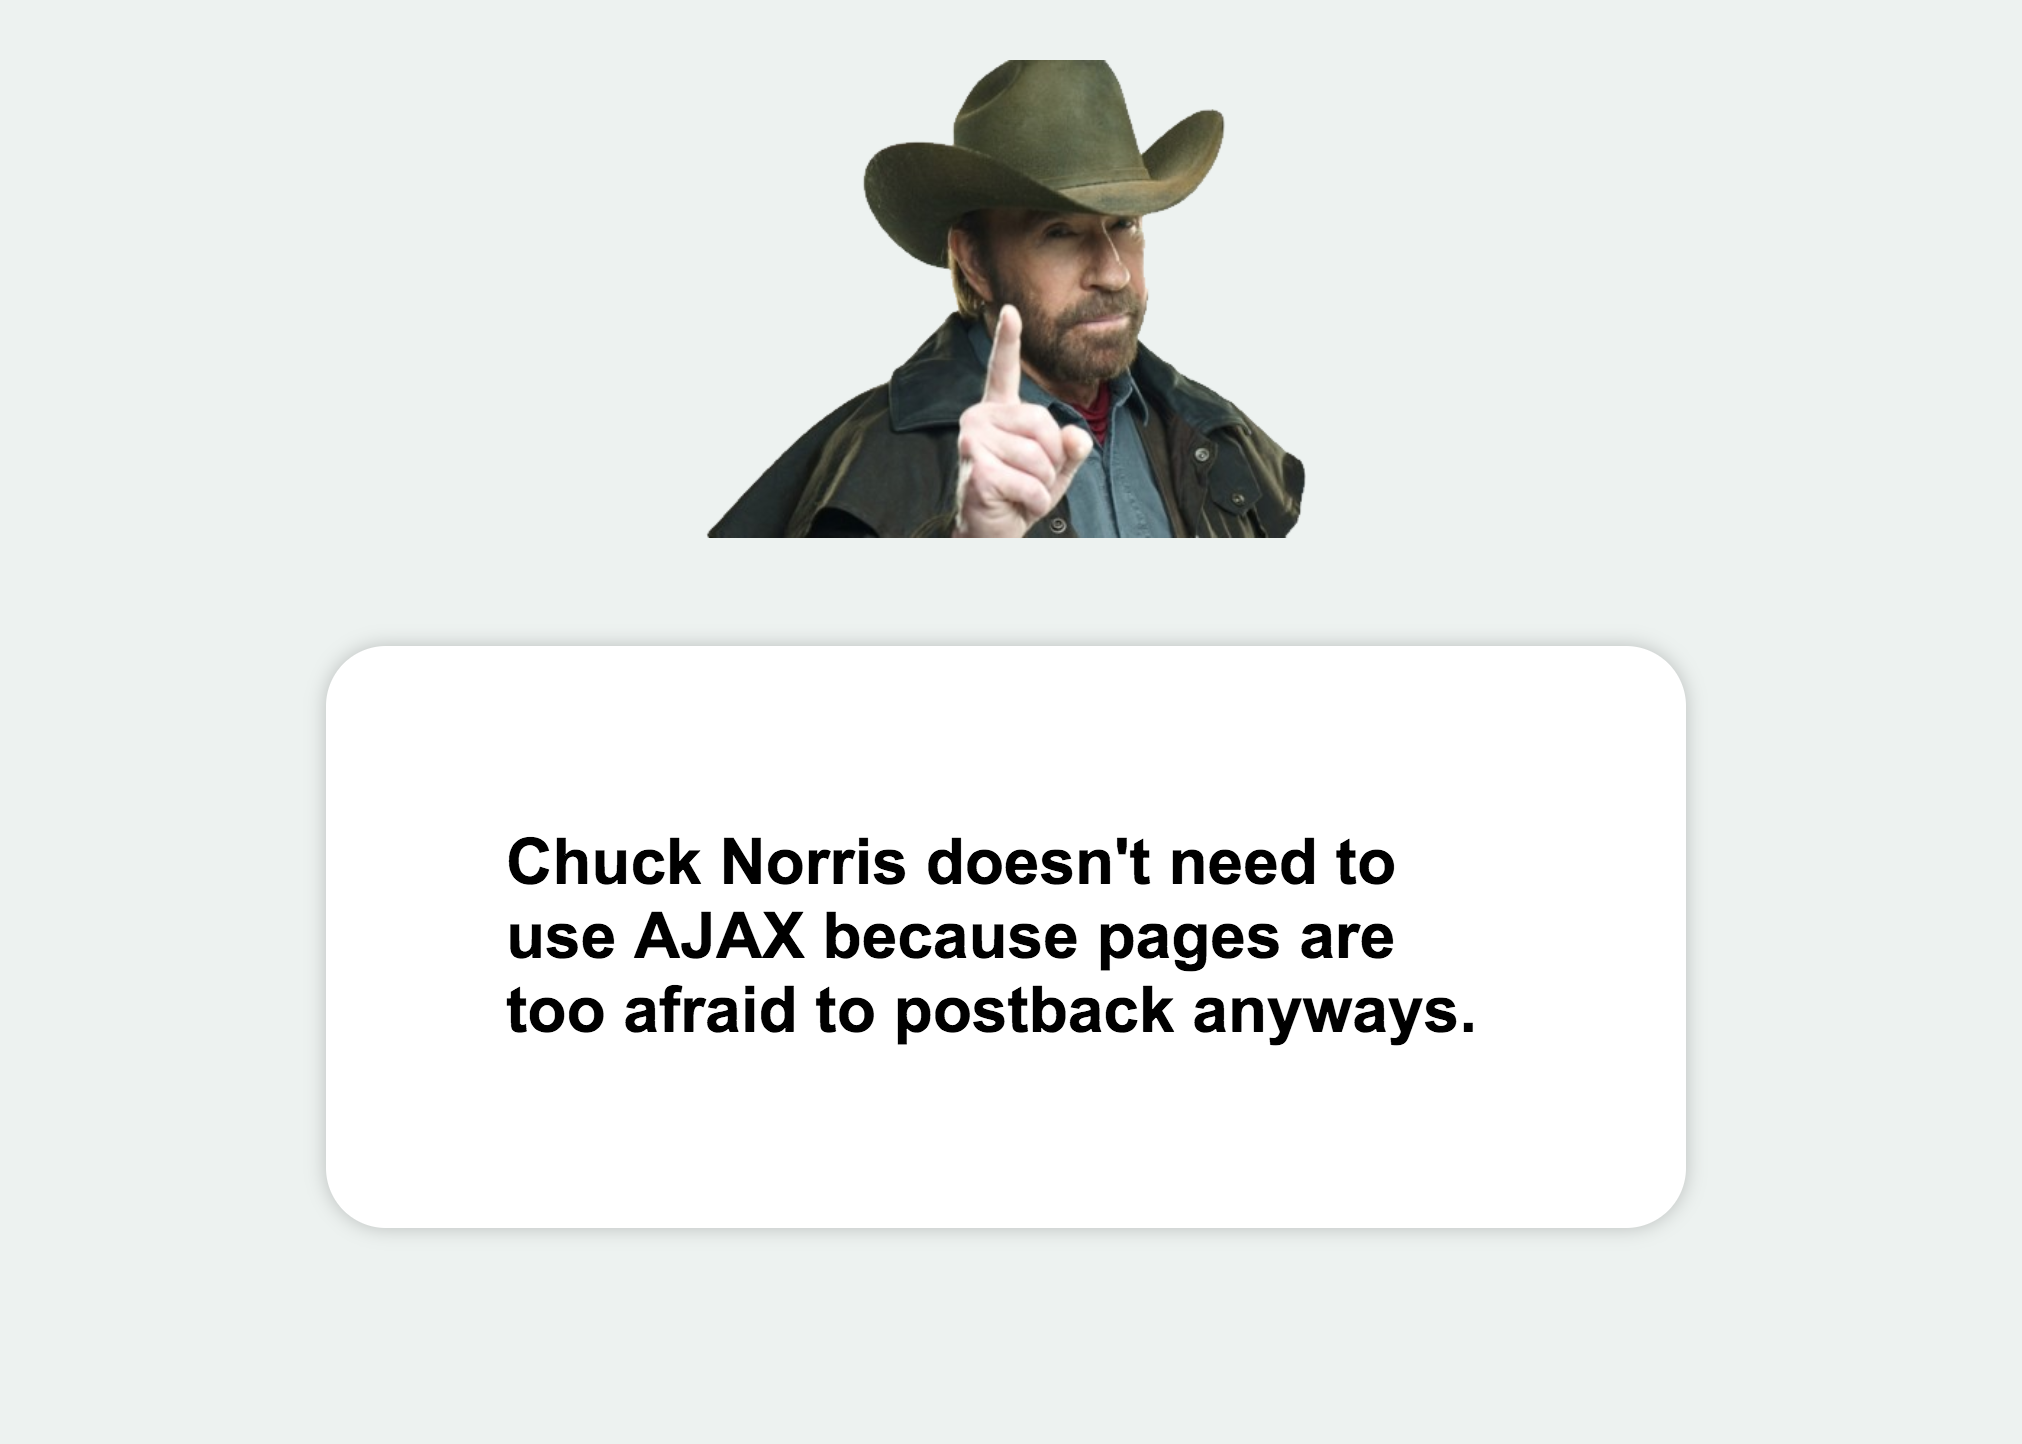 Chuck Norris doesn't need to
use AJAX because pages are
too afraid to postback anyways.